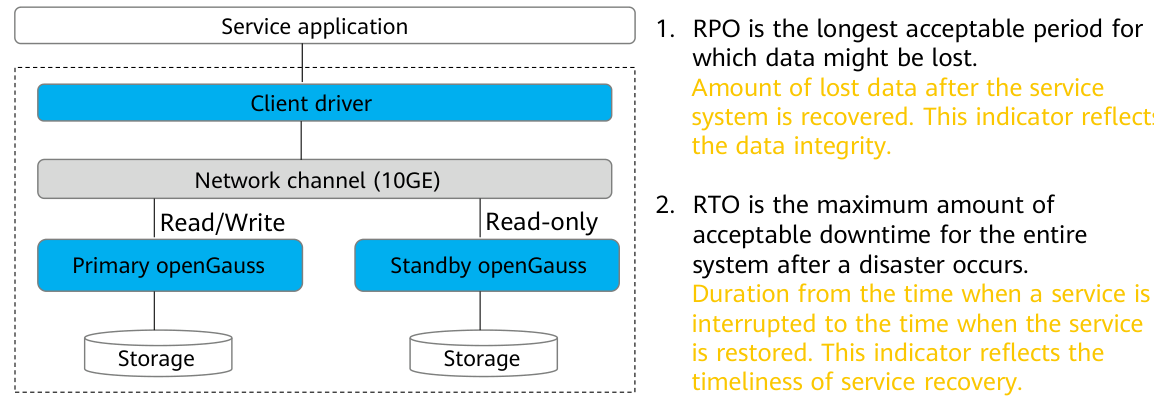 Service application
Client driver
Network channel (10GE)
Read/Write
Read-only
Primary openGauss
Standby openGauss
Storage
Storage
1. RPO is the longest acceptable period for
which data might be lost.
Amount of lost data after the service
system is recovered. This indicator reflects
the data integrity.
2. RTO is the maximum amount of
acceptable downtime for the entire
system after a disaster occurs.
Duration from the time when a service is
interrupted to the time when the service
is restored. This indicator reflects the
timeliness of service recovery.